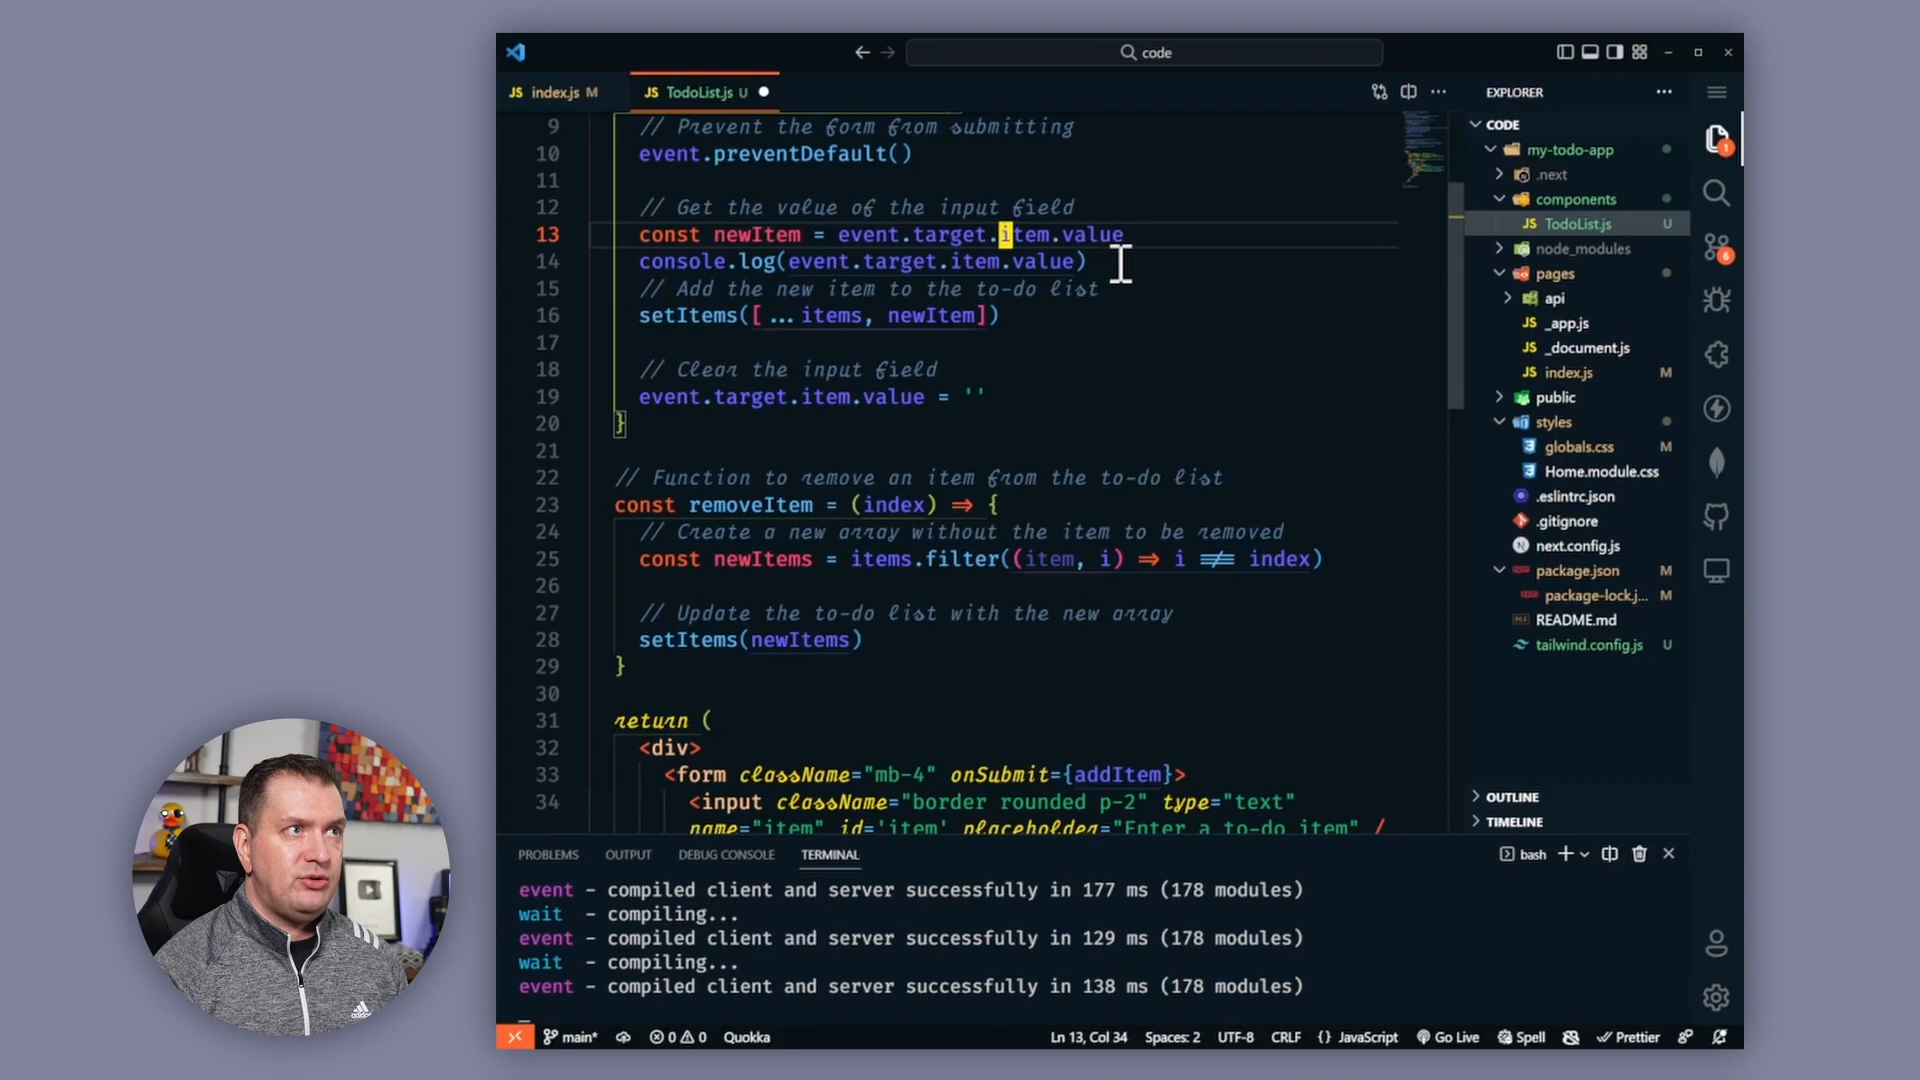 code
JS index.js M
JS TodoList.js U
9 // Prevent the form from submitting
10 event.preventDefault()
11
12 // Get the value of the input field
13 const newItem = event.target.item.value
14 console.log(event.target.item.value)
15 // Add the new item to the to-do list
16 setItems([...items, newItem])
17
18 // Clear the input field
19 event.target.item.value = ''
20 }
21
22 // Function to remove an item from the to-do list
23 const removeItem = (index) => {
24 // Create a new array without the item to be removed
25 const newItems = items.filter((item, i) => i !== index)
26
27 // Update the to-do list with the new array
28 setItems(newItems)
29 }
30
31 return (
32 <div>
33 <form className="mb-4" onSubmit={addItem}>
34 <input className="border rounded p-2" type="text"
name="item" id='item' placeholder="Enter a to-do item" /
EXPLORER
CODE
my-todo-app
.next
components
JS TodoList.js U
node_modules
pages
api
JS _app.js
JS _document.js
JS index.js M
public
styles
globals.css M
Home.module.css
.eslintrc.json
.gitignore
next.config.js
package.json M
package-lock.j... M
README.md
tailwind.config.js U
OUTLINE
TIMELINE
1
6
PROBLEMS OUTPUT DEBUG CONSOLE TERMINAL
bash
event - compiled client and server successfully in 177 ms (178 modules)
wait - compiling...
event - compiled client and server successfully in 129 ms (178 modules)
wait - compiling...
event - compiled client and server successfully in 138 ms (178 modules)
main* 0 0 Quokka Ln 13, Col 34 Spaces: 2 UTF-8 CRLF {} JavaScript Go Live Spell Prettier
adidas